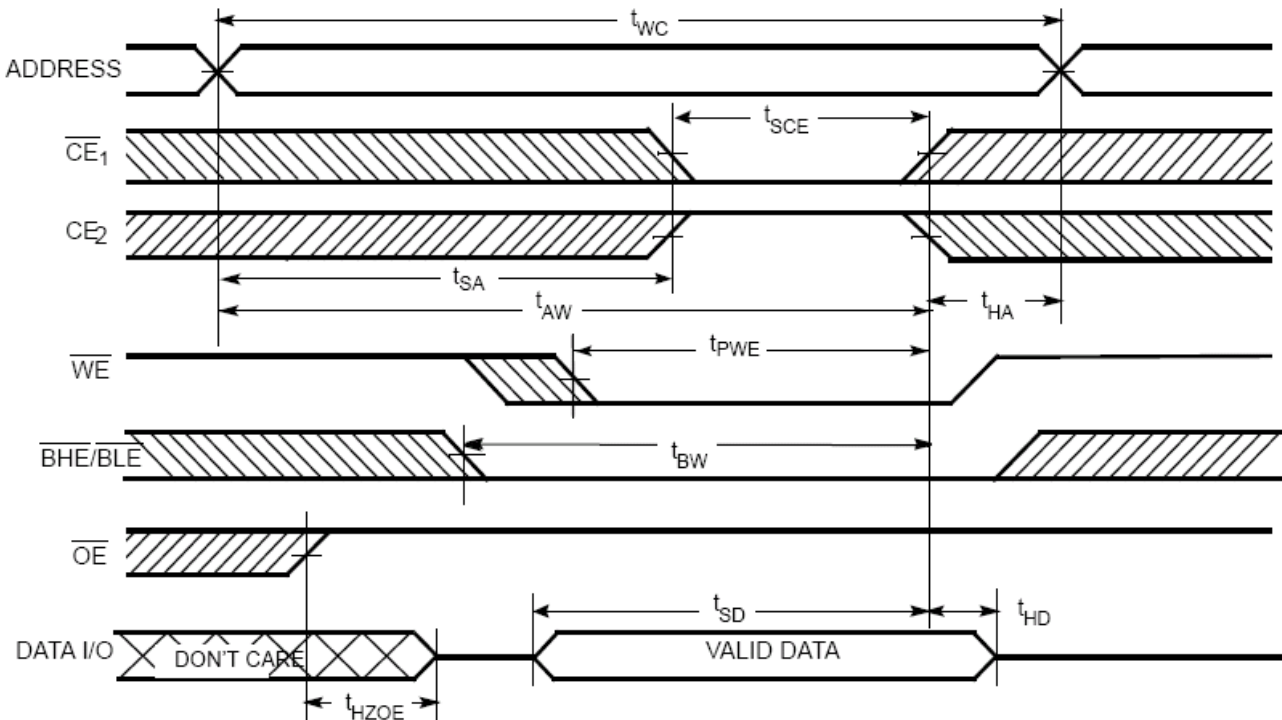 tWC
ADDRESS
tSCE
CE1
CE2
tSA
tAW
tHA
tPWE
WE
BHE/BLE
tBW
OE
tSD
tHD
DATA I/O
DON'T CARE
VALID DATA
tHZOE